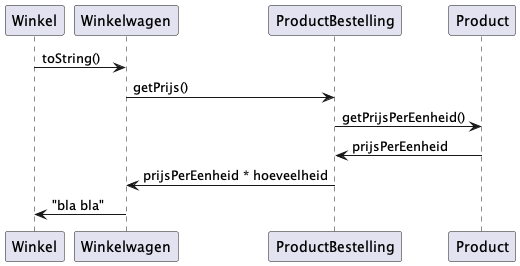 Winkel Winkelwagen ProductBestelling Product
toString()
getPrijs()
getPrijsPerEenheid()
prijsPerEenheid
prijsPerEenheid * hoeveelheid
"bla bla"
Winkel Winkelwagen ProductBestelling Product